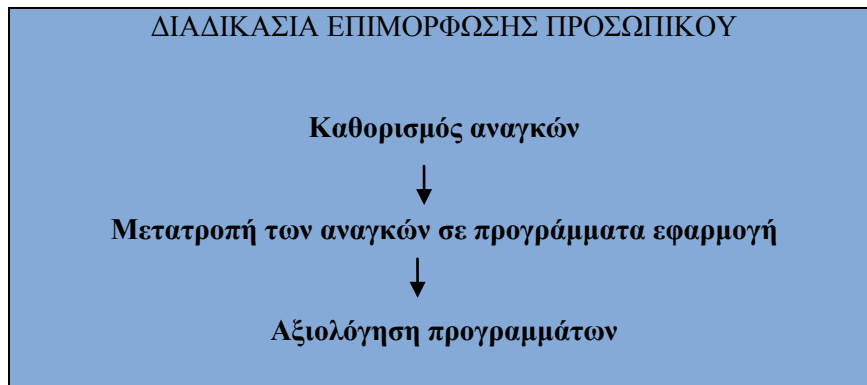 ΔΙΑΔΙΚΑΣΙΑ ΕΠΙΜΟΡΦΩΣΗΣ ΠΡΟΣΩΠΙΚΟΥ
Καθορισμός αναγκών
Μετατροπή των αναγκών σε προγράμματα εφαρμογή
Αξιολόγηση προγραμμάτων